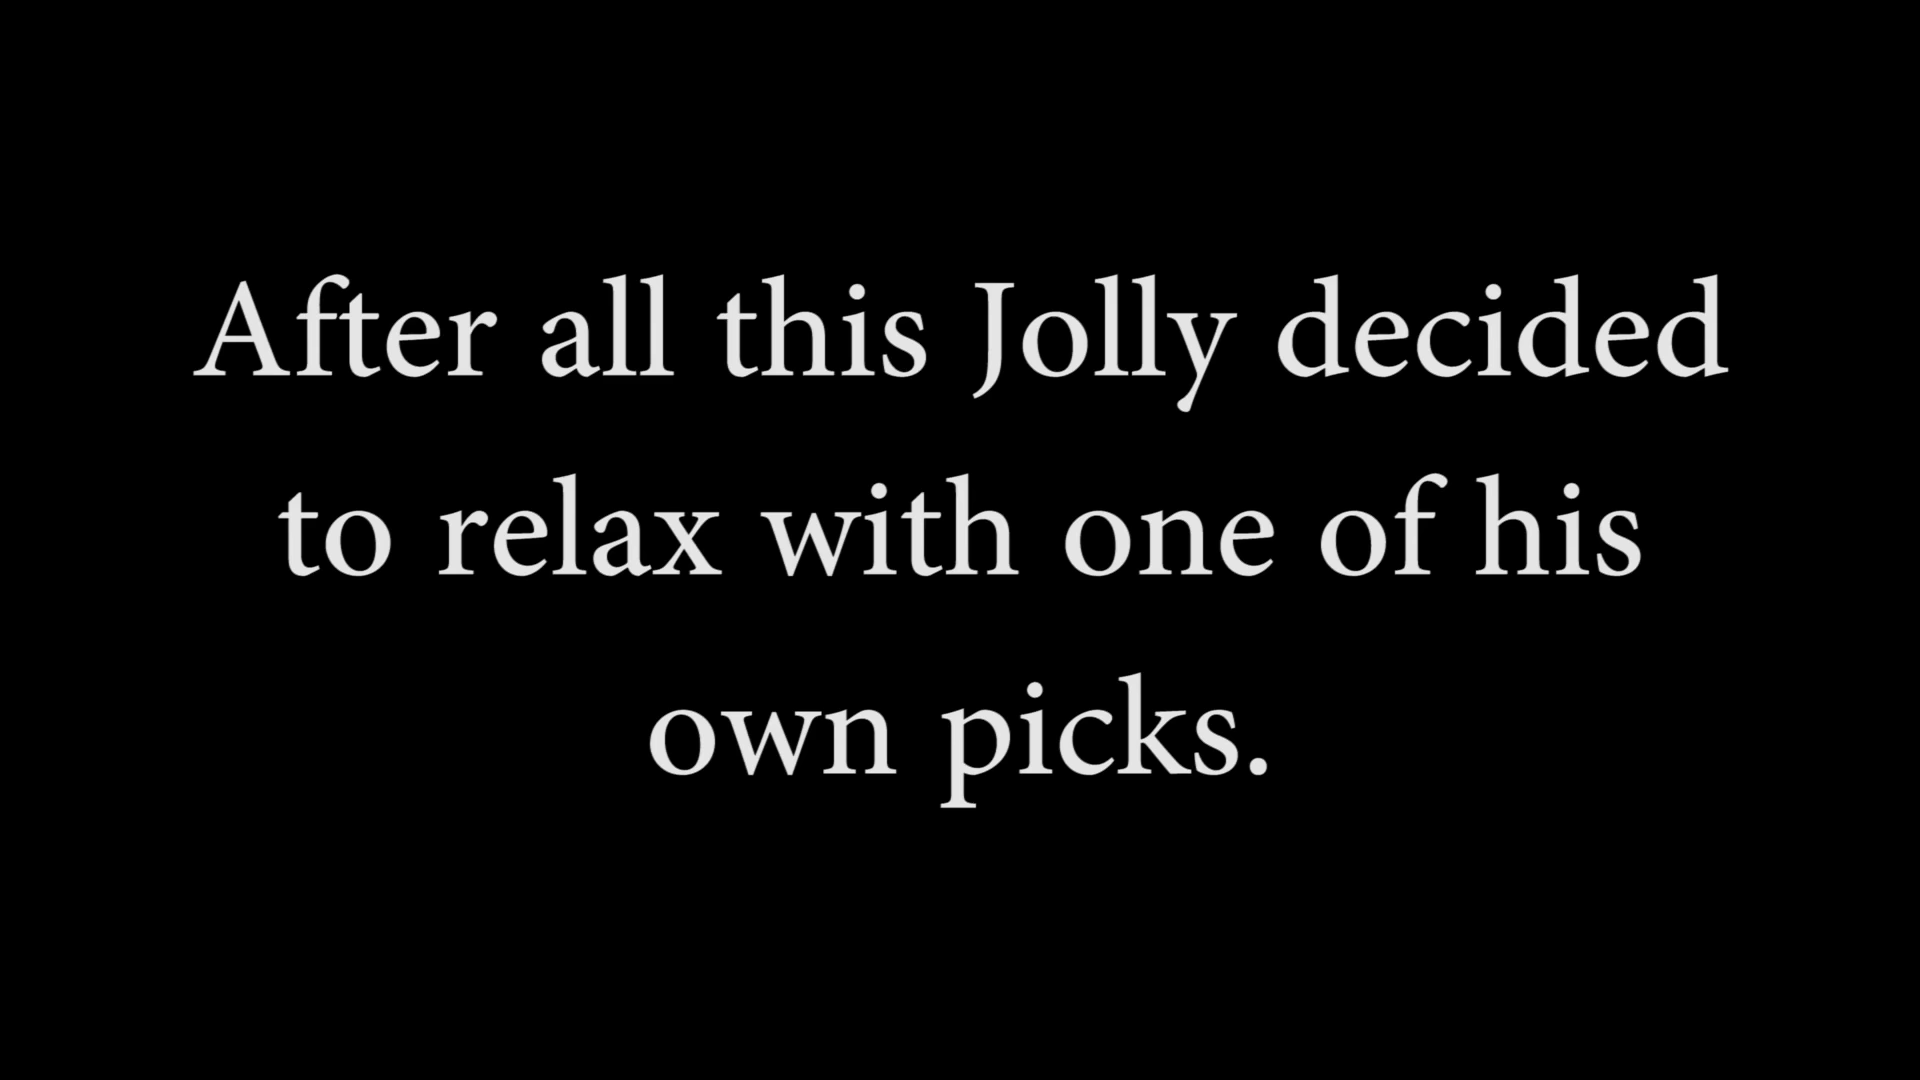 After all this Jolly decided
to relax with one of his
own picks.